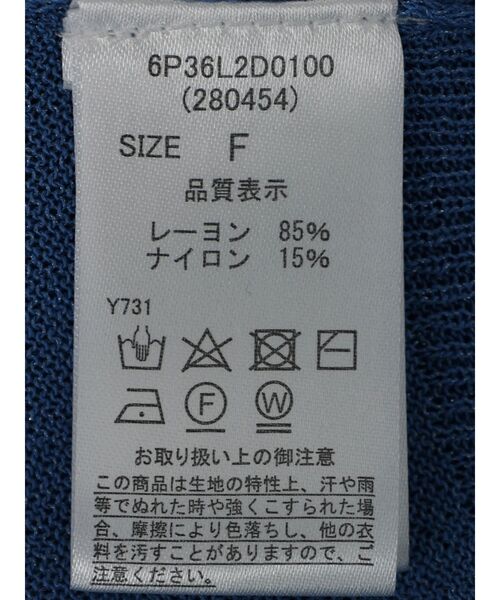 6P36L2D0100
(280454)
SIZE F
品質表示
レーヨン 85%
ナイロン 15%
Y731
F W
お取り扱い上の御注意
この商品は生地の特性上、汗や雨
等でぬれた時や強くこすられた場
合、摩擦により色落ちし、他の衣
料を汚すことがありますので、ご
注意ください。